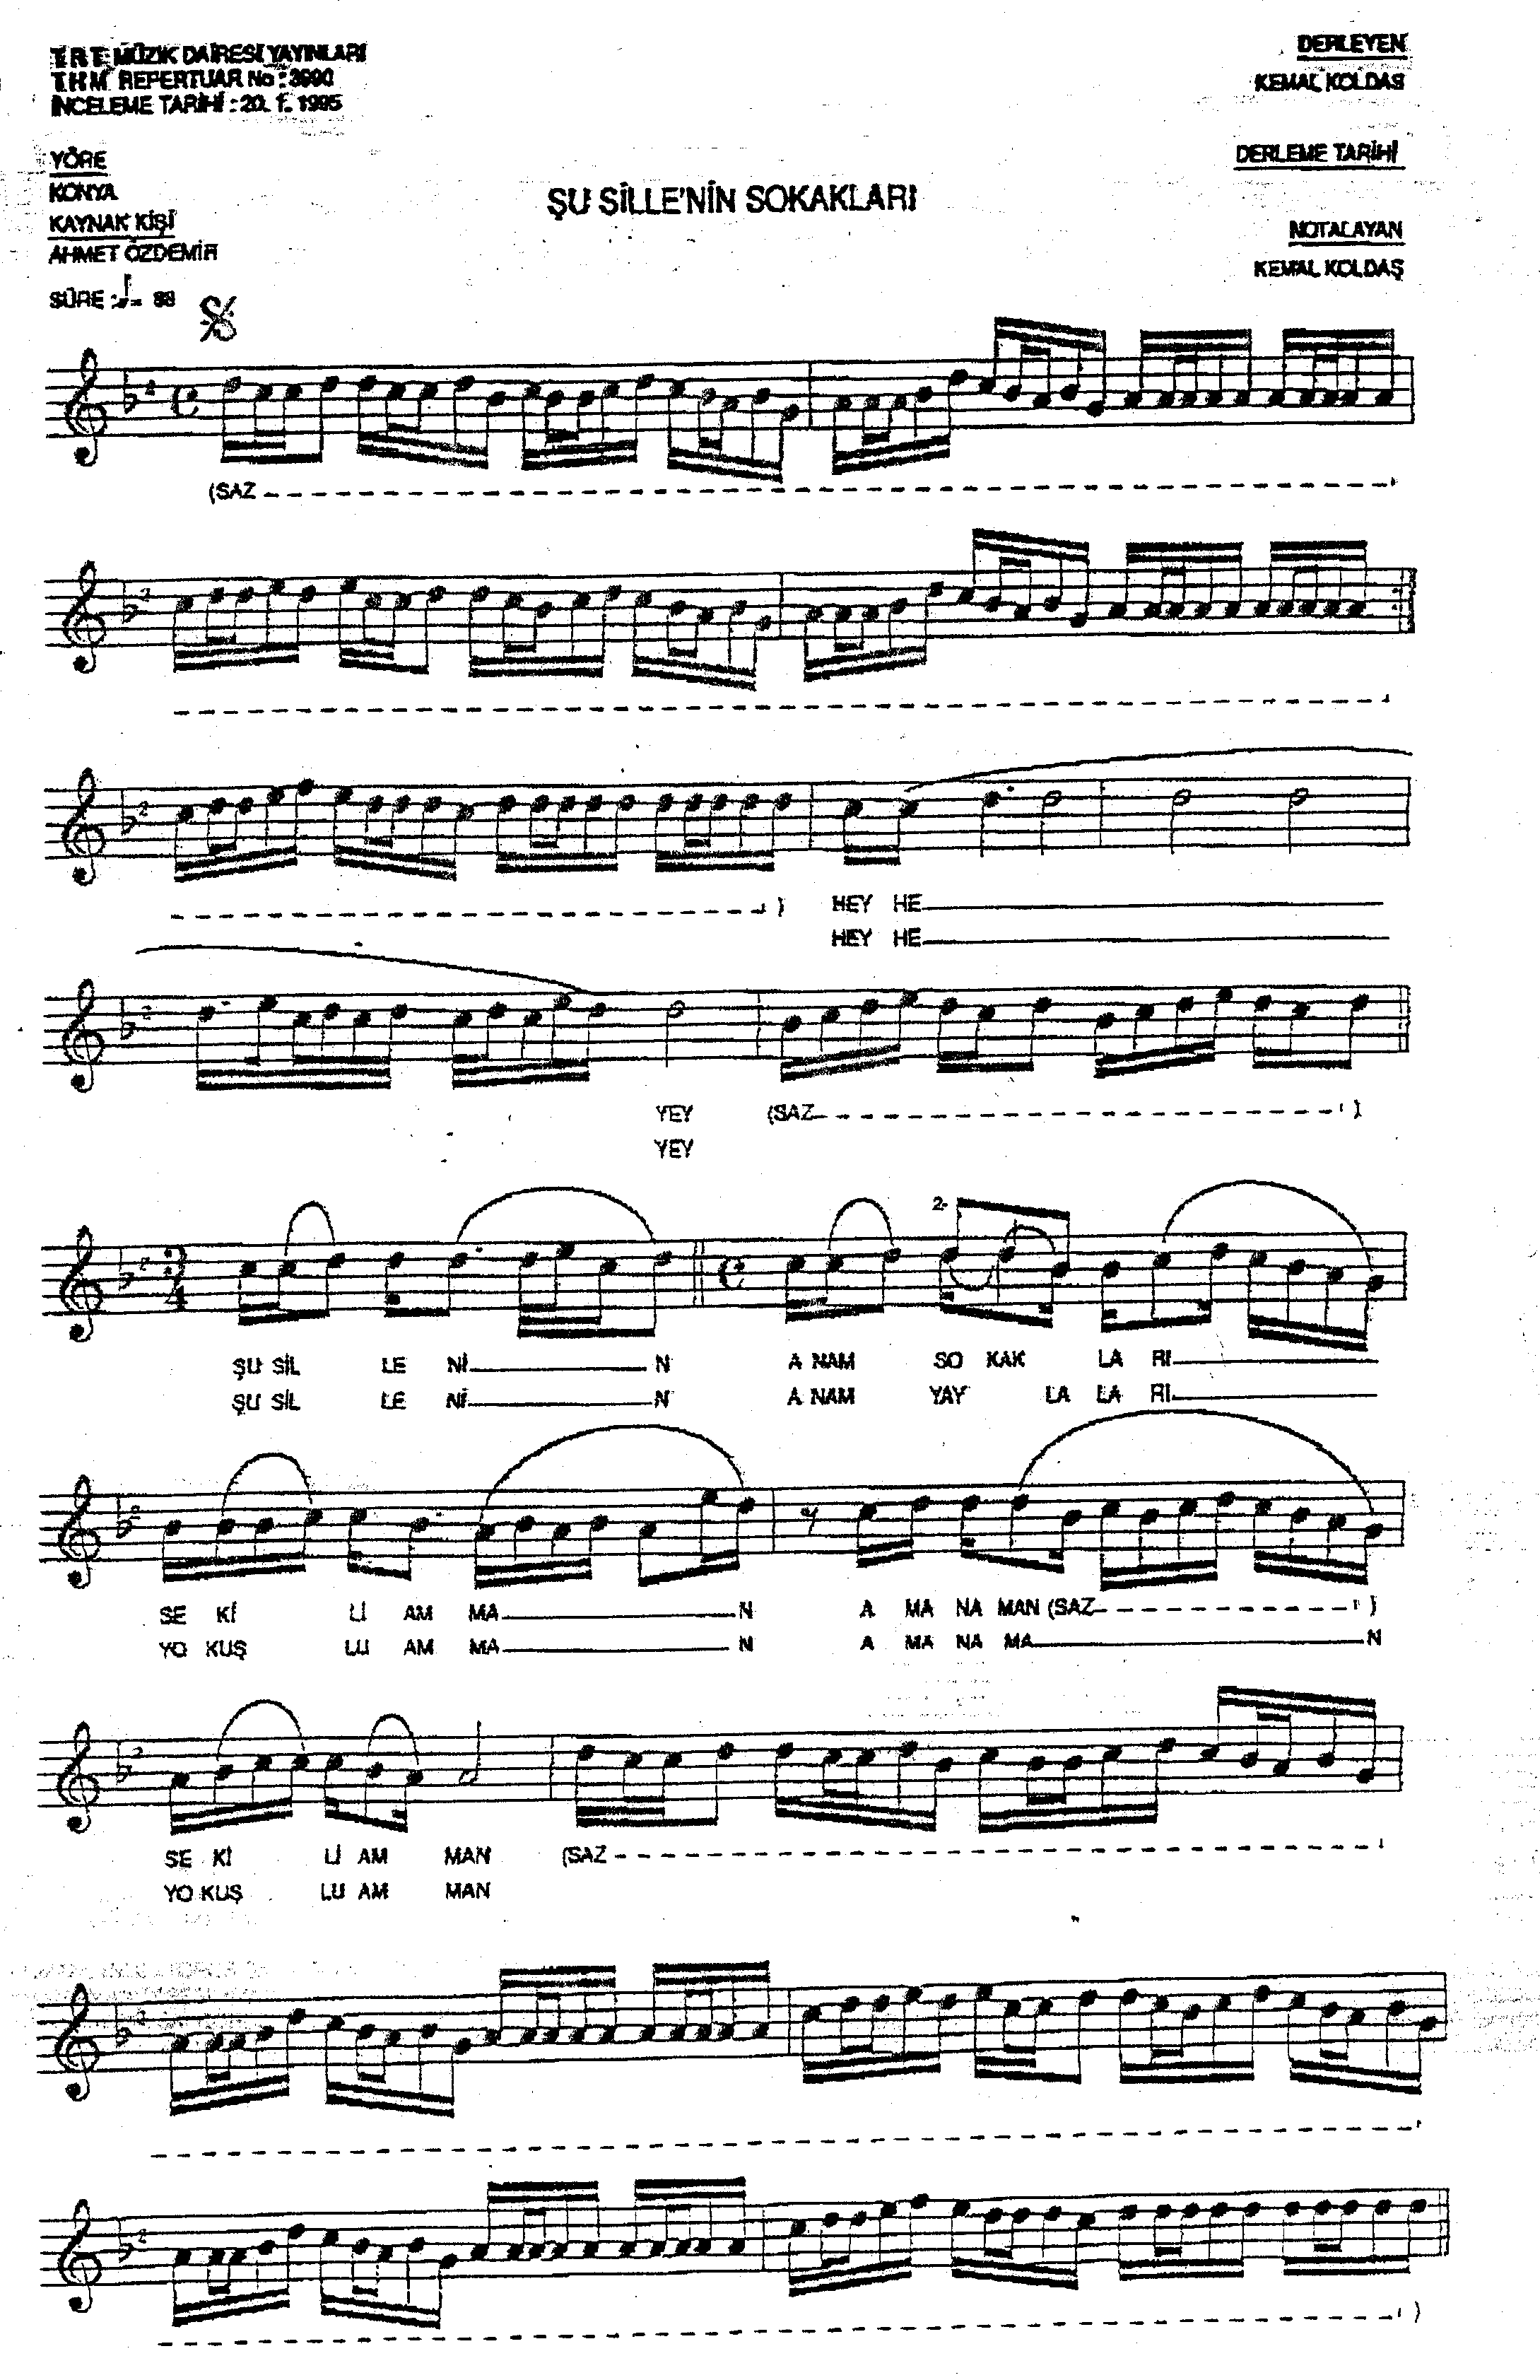 T R T MÜZİK DAİRESİ YAYINLARI
T H M REPERTUAR No : 3990
İNCELEME TARİHİ : 20. 1. 1995
DERLEYEN
KEMAL KOLDAŞ
YÖRE
KONYA
KAYNAK KİŞİ
AHMET ÖZDEMİR
SÜRE : = 88
ŞU SİLLE'NİN SOKAKLARI
DERLEME TARİHİ
NOTALAYAN
KEMAL KOLDAŞ
(SAZ
) HEY HE
HEY HE
YEY (SAZ )
YEY
ŞU SİL LE Nİ N A NAM SO KAK LA RI
ŞU SİL LE Nİ N A NAM YAY LA LA RI
SE Kİ Lİ AM MA N A MA NA MAN (SAZ )
YO KUŞ LU AM MA N A MA NA MA N
SE Kİ Lİ AM MAN (SAZ
YO KUŞ LU AM MAN
)